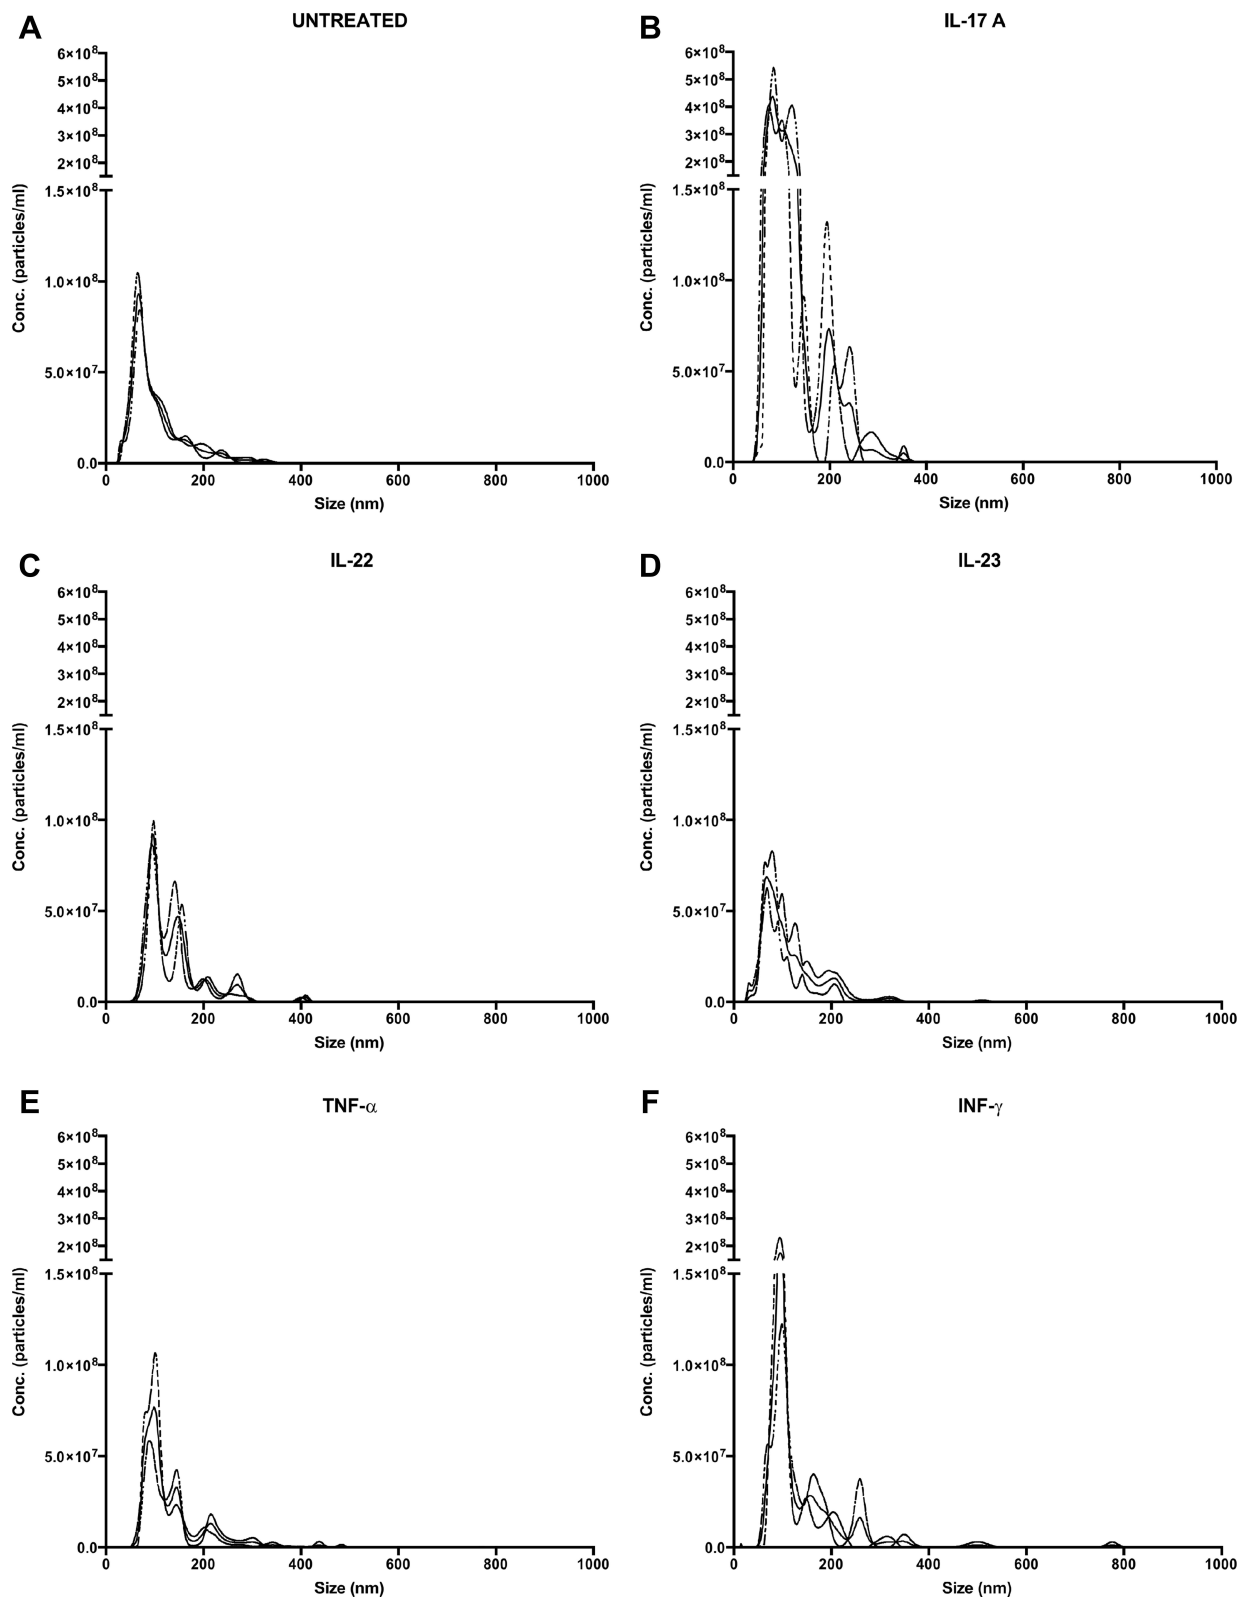 A
UNTREATED
6×10⁸
5×10⁸
4×10⁸
3×10⁸
2×10⁸
1.5×10⁸
1.0×10⁸
5.0×10⁷
0.0
Conc. (particles/ml)
0 200 400 600 800 1000
Size (nm)
B
IL-17 A
6×10⁸
5×10⁸
4×10⁸
3×10⁸
2×10⁸
1.5×10⁸
1.0×10⁸
5.0×10⁷
0.0
Conc. (particles/ml)
0 200 400 600 800 1000
Size (nm)
C
IL-22
6×10⁸
5×10⁸
4×10⁸
3×10⁸
2×10⁸
1.5×10⁸
1.0×10⁸
5.0×10⁷
0.0
Conc. (particles/ml)
0 200 400 600 800 1000
Size (nm)
D
IL-23
6×10⁸
5×10⁸
4×10⁸
3×10⁸
2×10⁸
1.5×10⁸
1.0×10⁸
5.0×10⁷
0.0
Conc. (particles/ml)
0 200 400 600 800 1000
Size (nm)
E
TNF-α
6×10⁸
5×10⁸
4×10⁸
3×10⁸
2×10⁸
1.5×10⁸
1.0×10⁸
5.0×10⁷
0.0
Conc. (particles/ml)
0 200 400 600 800 1000
Size (nm)
F
INF-γ
6×10⁸
5×10⁸
4×10⁸
3×10⁸
2×10⁸
1.5×10⁸
1.0×10⁸
5.0×10⁷
0.0
Conc. (particles/ml)
0 200 400 600 800 1000
Size (nm)